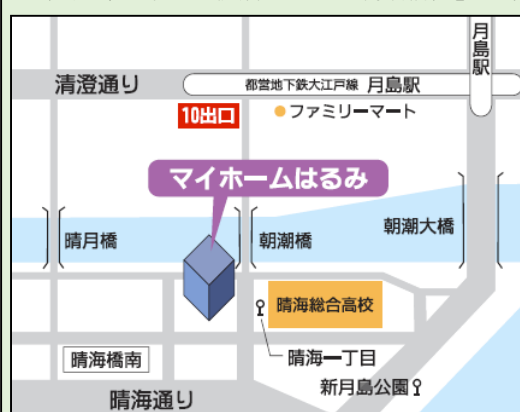 月島駅
清澄通り
都営地下鉄大江戸線 月島駅
10出口
ファミリーマート
マイホームはるみ
晴月橋
朝潮橋
朝潮大橋
晴海総合高校
晴海橋南
晴海一丁目
新月島公園
晴海通り